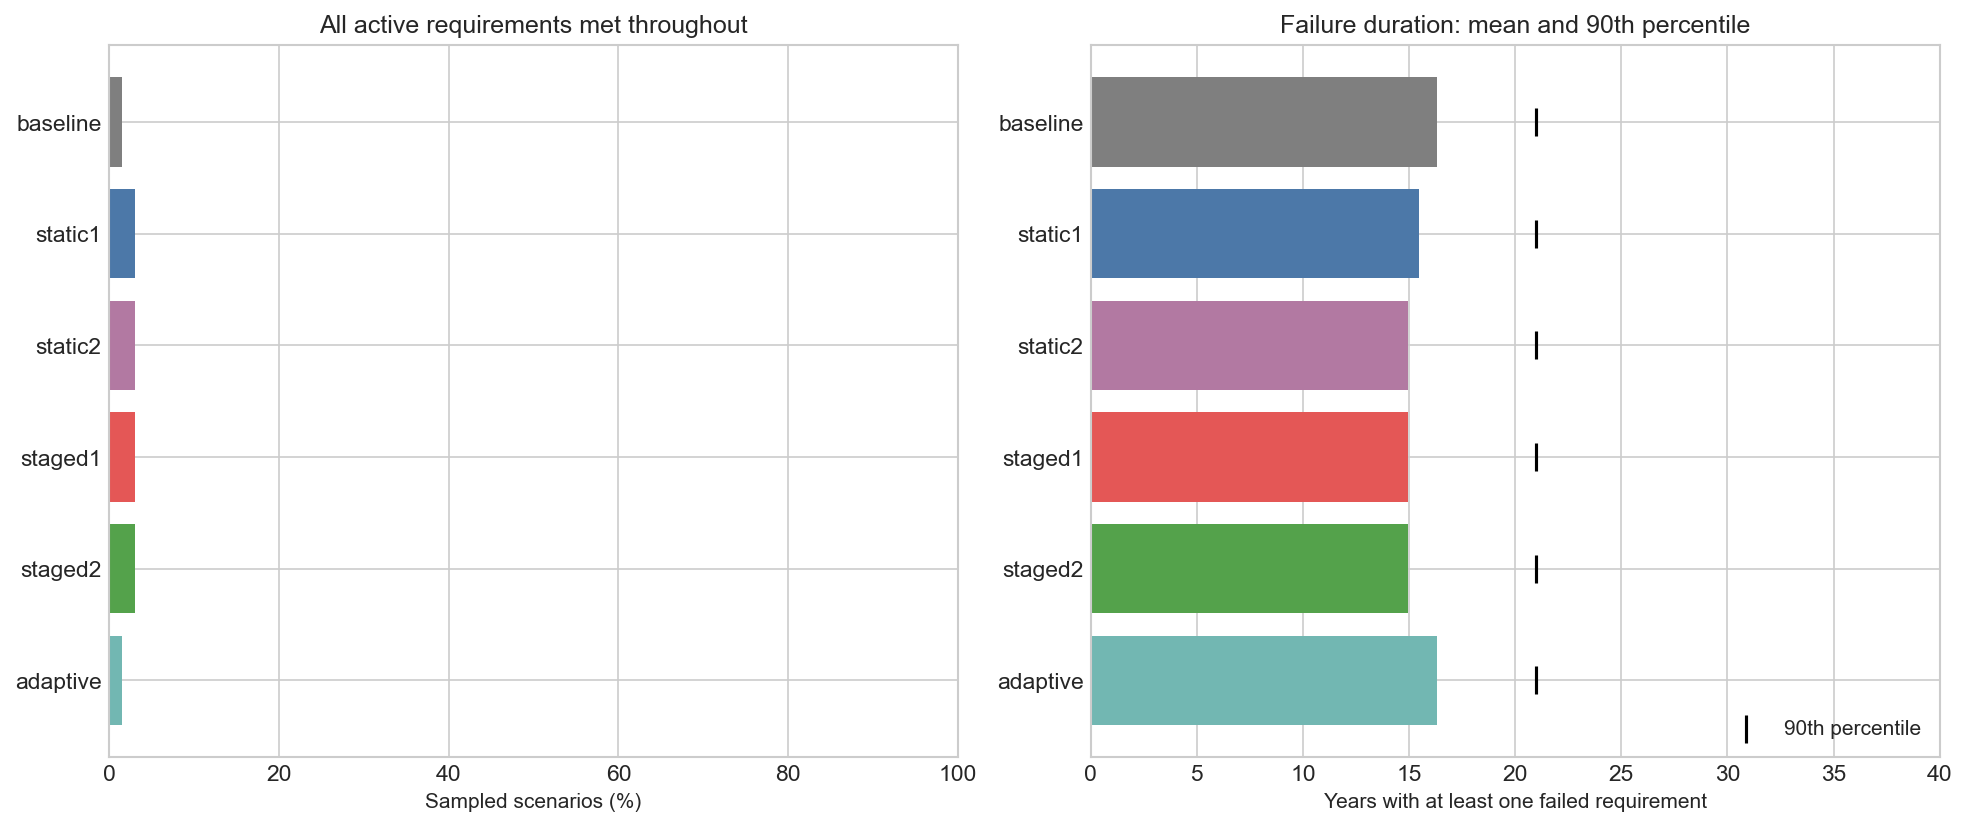 All active requirements met throughout
baseline
static1
static2
staged1
staged2
adaptive
0 20 40 60 80 100
Sampled scenarios (%)
Failure duration: mean and 90th percentile
baseline
static1
static2
staged1
staged2
adaptive
90th percentile
0 5 10 15 20 25 30 35 40
Years with at least one failed requirement